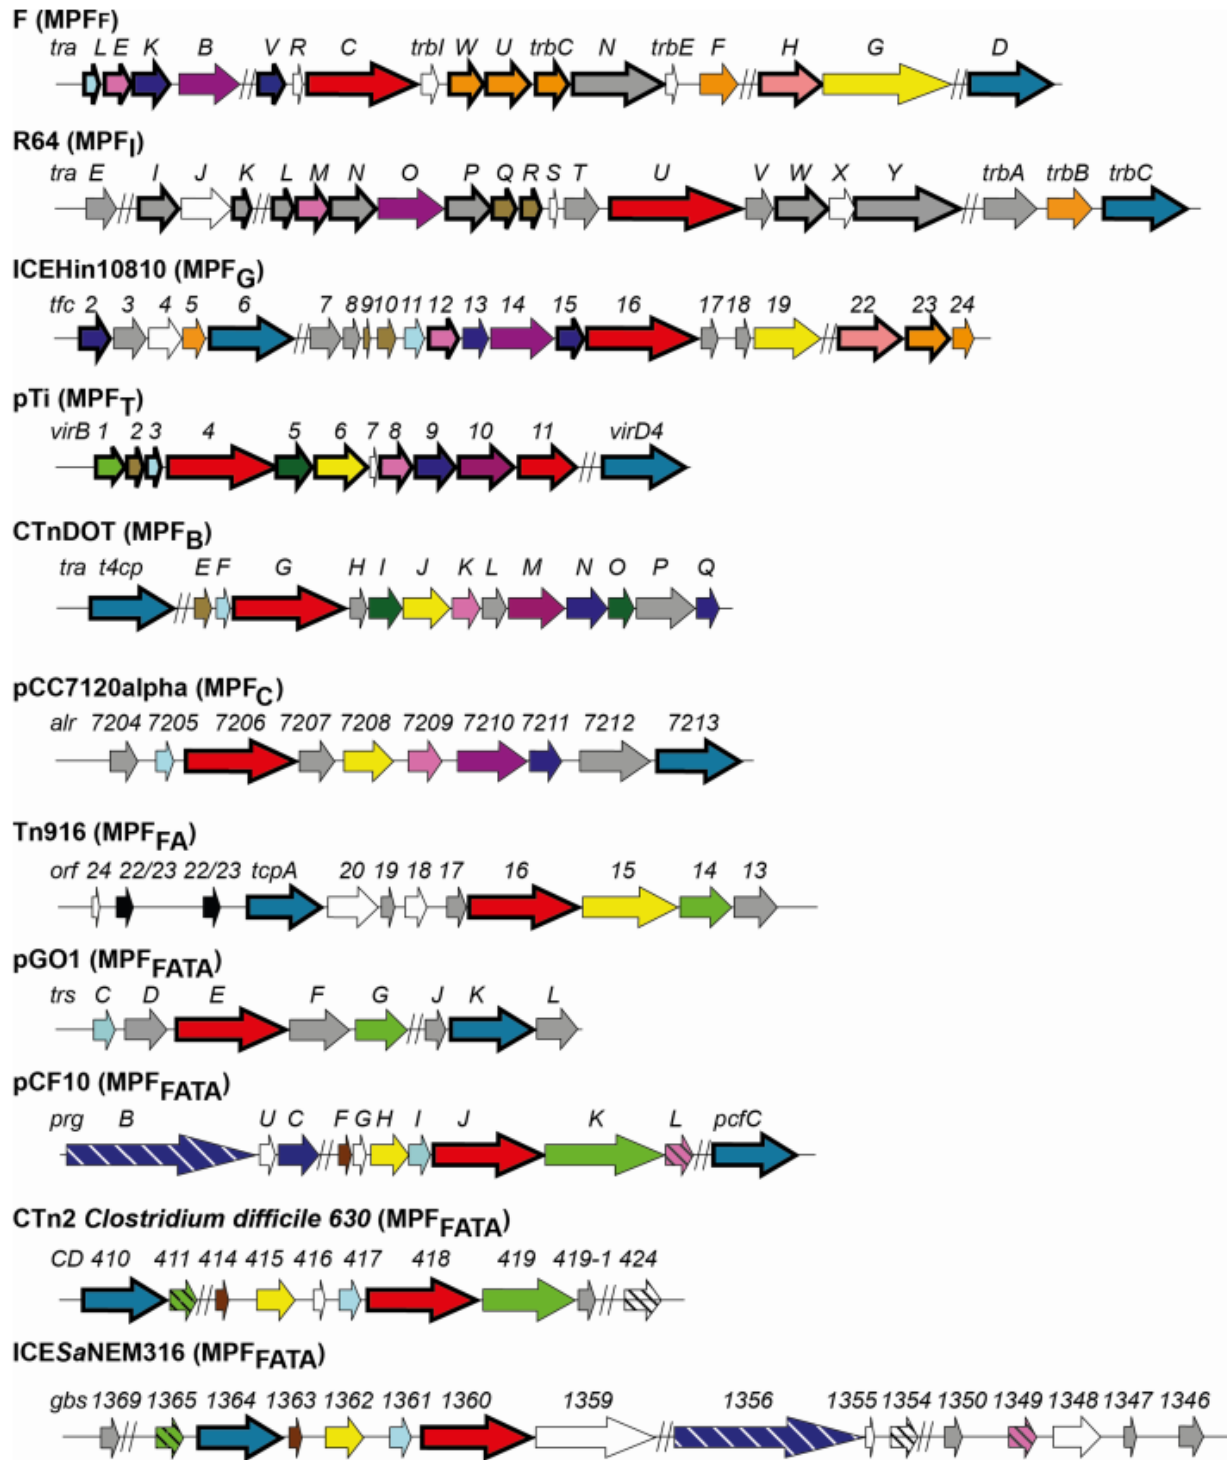 F (MPFF)
tra L E K B V R C trbI W U trbC N trbE F H G D
R64 (MPFI)
tra E I J K L M N O P Q R S T U V W X Y trbA trbB trbC
ICEHin10810 (MPFG)
tfc 2 3 4 5 6 7 8 9 10 11 12 13 14 15 16 17 18 19 22 23 24
pTi (MPFT)
virB 1 2 3 4 5 6 7 8 9 10 11 virD4
CTnDOT (MPFB)
tra t4cp E F G H I J K L M N O P Q
pCC7120alpha (MPFC)
alr 7204 7205 7206 7207 7208 7209 7210 7211 7212 7213
Tn916 (MPFFA)
orf 24 22/23 22/23 tcpA 20 19 18 17 16 15 14 13
pGO1 (MPFFATA)
trs C D E F G J K L
pCF10 (MPFFATA)
prg B U C F G H I J K L pcfC
CTn2 Clostridium difficile 630 (MPFFATA)
CD 410 411 414 415 416 417 418 419 419-1 424
ICESaNEM316 (MPFFATA)
gbs 1369 1365 1364 1363 1362 1361 1360 1359 1356 1355 1354 1350 1349 1348 1347 1346